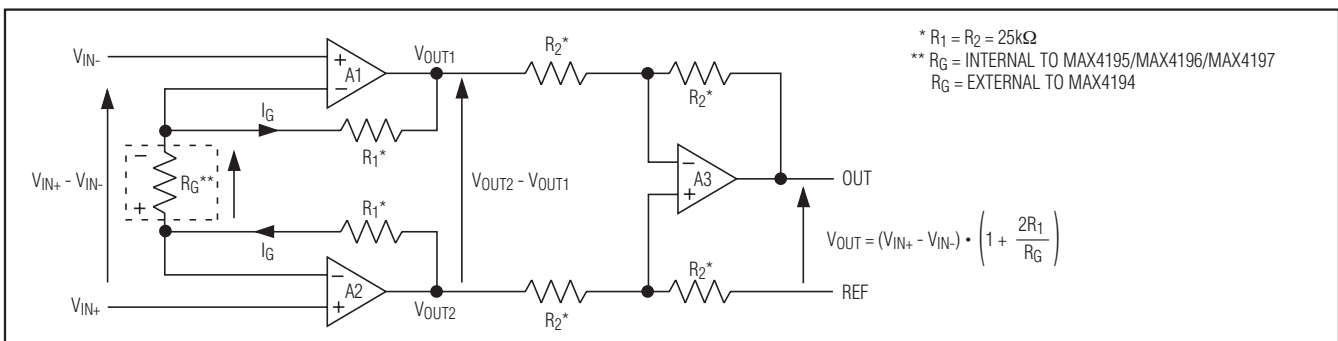 * R1 = R2 = 25kΩ
** RG = INTERNAL TO MAX4195/MAX4196/MAX4197
RG = EXTERNAL TO MAX4194
VIN-
+
A1
−
VOUT1
R2*
R2*
IG
R1*
VIN+ - VIN-
−
RG**
+
VOUT2 - VOUT1
−
A3
+
OUT
R1*
IG
VOUT = (VIN+ - VIN-) • (1 + 2R1/RG)
−
A2
+
VIN+
VOUT2
R2*
R2*
REF